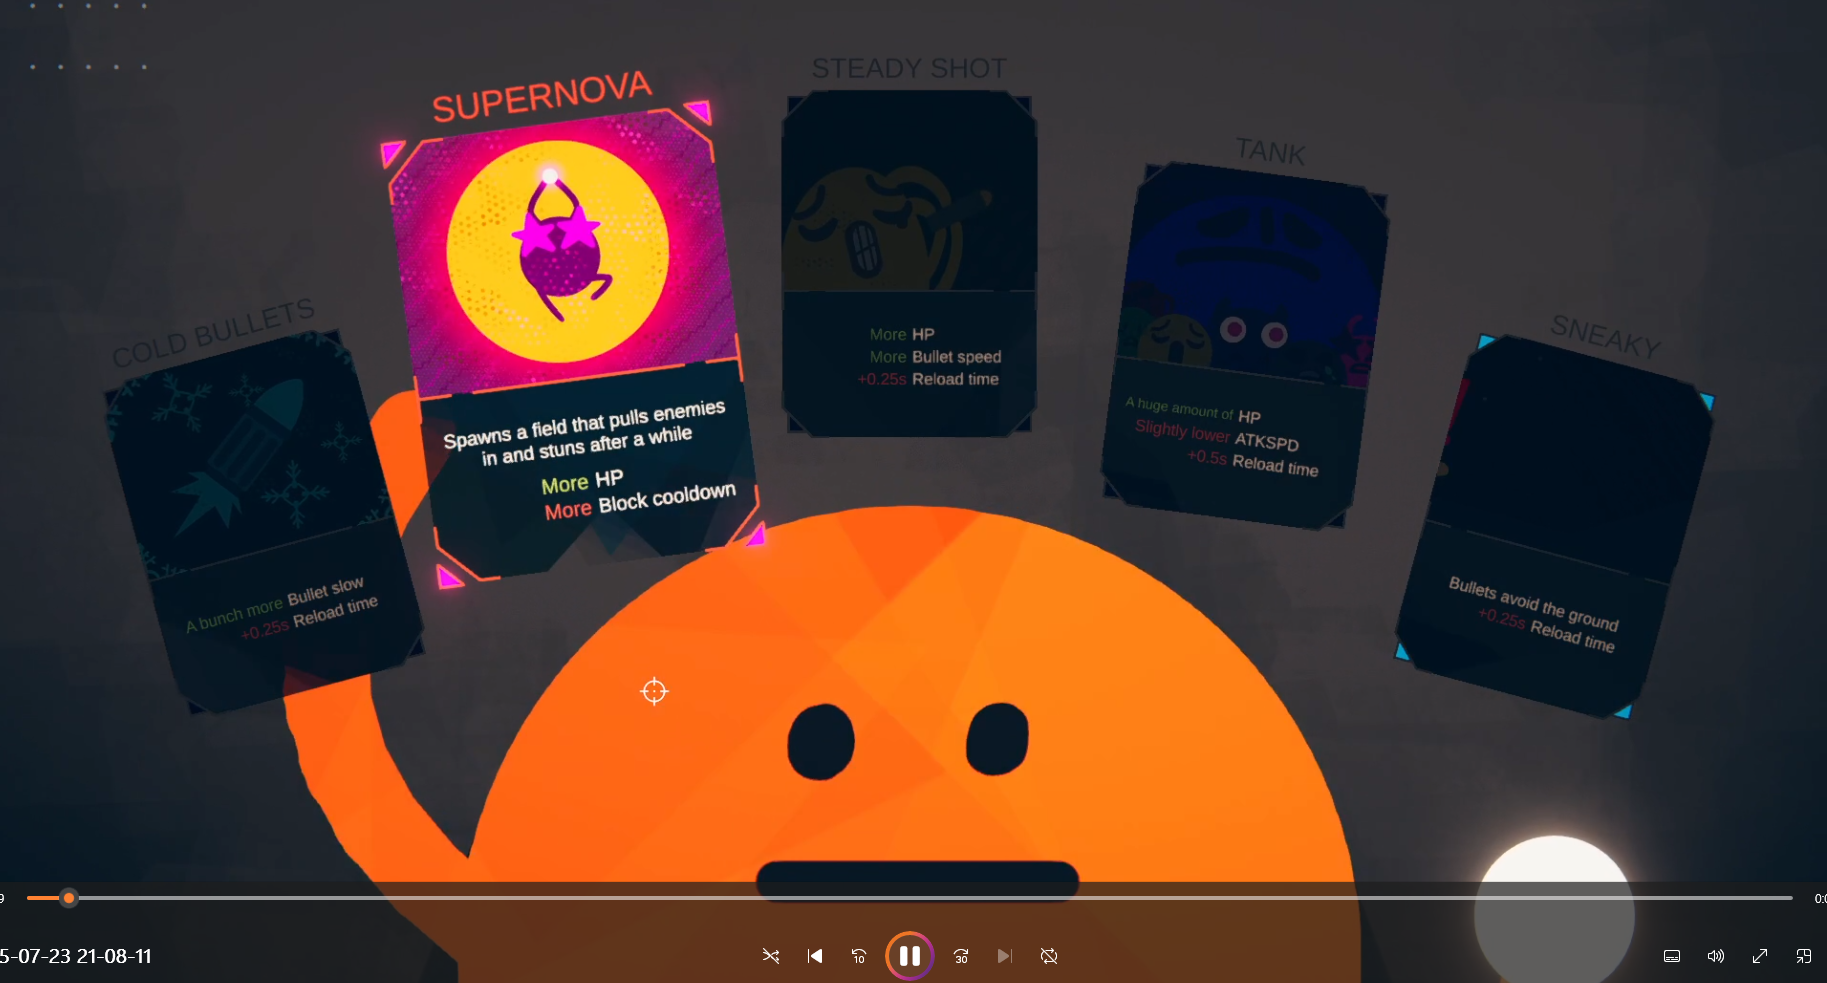 COLD BULLETS
A bunch more Bullet slow
+0.25s Reload time
SUPERNOVA
Spawns a field that pulls enemies
in and stuns after a while
More HP
More Block cooldown
STEADY SHOT
More HP
More Bullet speed
+0.25s Reload time
TANK
A huge amount of HP
Slightly lower ATKSPD
+0.5s Reload time
SNEAKY
Bullets avoid the ground
+0.25s Reload time
9
0:0
5-07-23 21-08-11
10
30